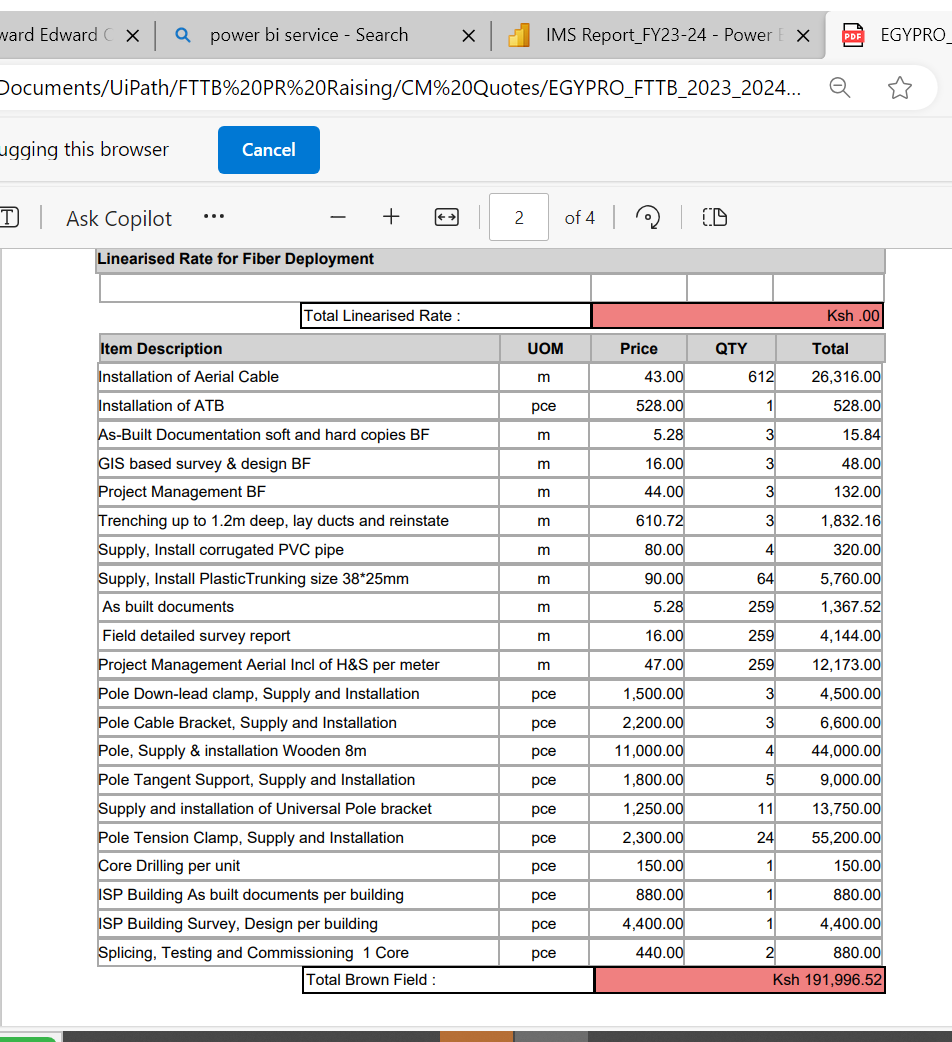 ward Edward C
power bi service - Search
IMS Report_FY23-24 - Power E
PDF EGYPRO_
Documents/UiPath/FTTB%20PR%20Raising/CM%20Quotes/EGYPRO_FTTB_2023_2024...
ugging this browser Cancel
T Ask Copilot ... 2 of 4
Linearised Rate for Fiber Deployment
Total Linearised Rate : Ksh .00
Item Description UOM Price QTY Total
Installation of Aerial Cable m 43.00 612 26,316.00
Installation of ATB pce 528.00 1 528.00
As-Built Documentation soft and hard copies BF m 5.28 3 15.84
GIS based survey & design BF m 16.00 3 48.00
Project Management BF m 44.00 3 132.00
Trenching up to 1.2m deep, lay ducts and reinstate m 610.72 3 1,832.16
Supply, Install corrugated PVC pipe m 80.00 4 320.00
Supply, Install PlasticTrunking size 38*25mm m 90.00 64 5,760.00
As built documents m 5.28 259 1,367.52
Field detailed survey report m 16.00 259 4,144.00
Project Management Aerial Incl of H&S per meter m 47.00 259 12,173.00
Pole Down-lead clamp, Supply and Installation pce 1,500.00 3 4,500.00
Pole Cable Bracket, Supply and Installation pce 2,200.00 3 6,600.00
Pole, Supply & installation Wooden 8m pce 11,000.00 4 44,000.00
Pole Tangent Support, Supply and Installation pce 1,800.00 5 9,000.00
Supply and installation of Universal Pole bracket pce 1,250.00 11 13,750.00
Pole Tension Clamp, Supply and Installation pce 2,300.00 24 55,200.00
Core Drilling per unit pce 150.00 1 150.00
ISP Building As built documents per building pce 880.00 1 880.00
ISP Building Survey, Design per building pce 4,400.00 1 4,400.00
Splicing, Testing and Commissioning 1 Core pce 440.00 2 880.00
Total Brown Field : Ksh 191,996.52